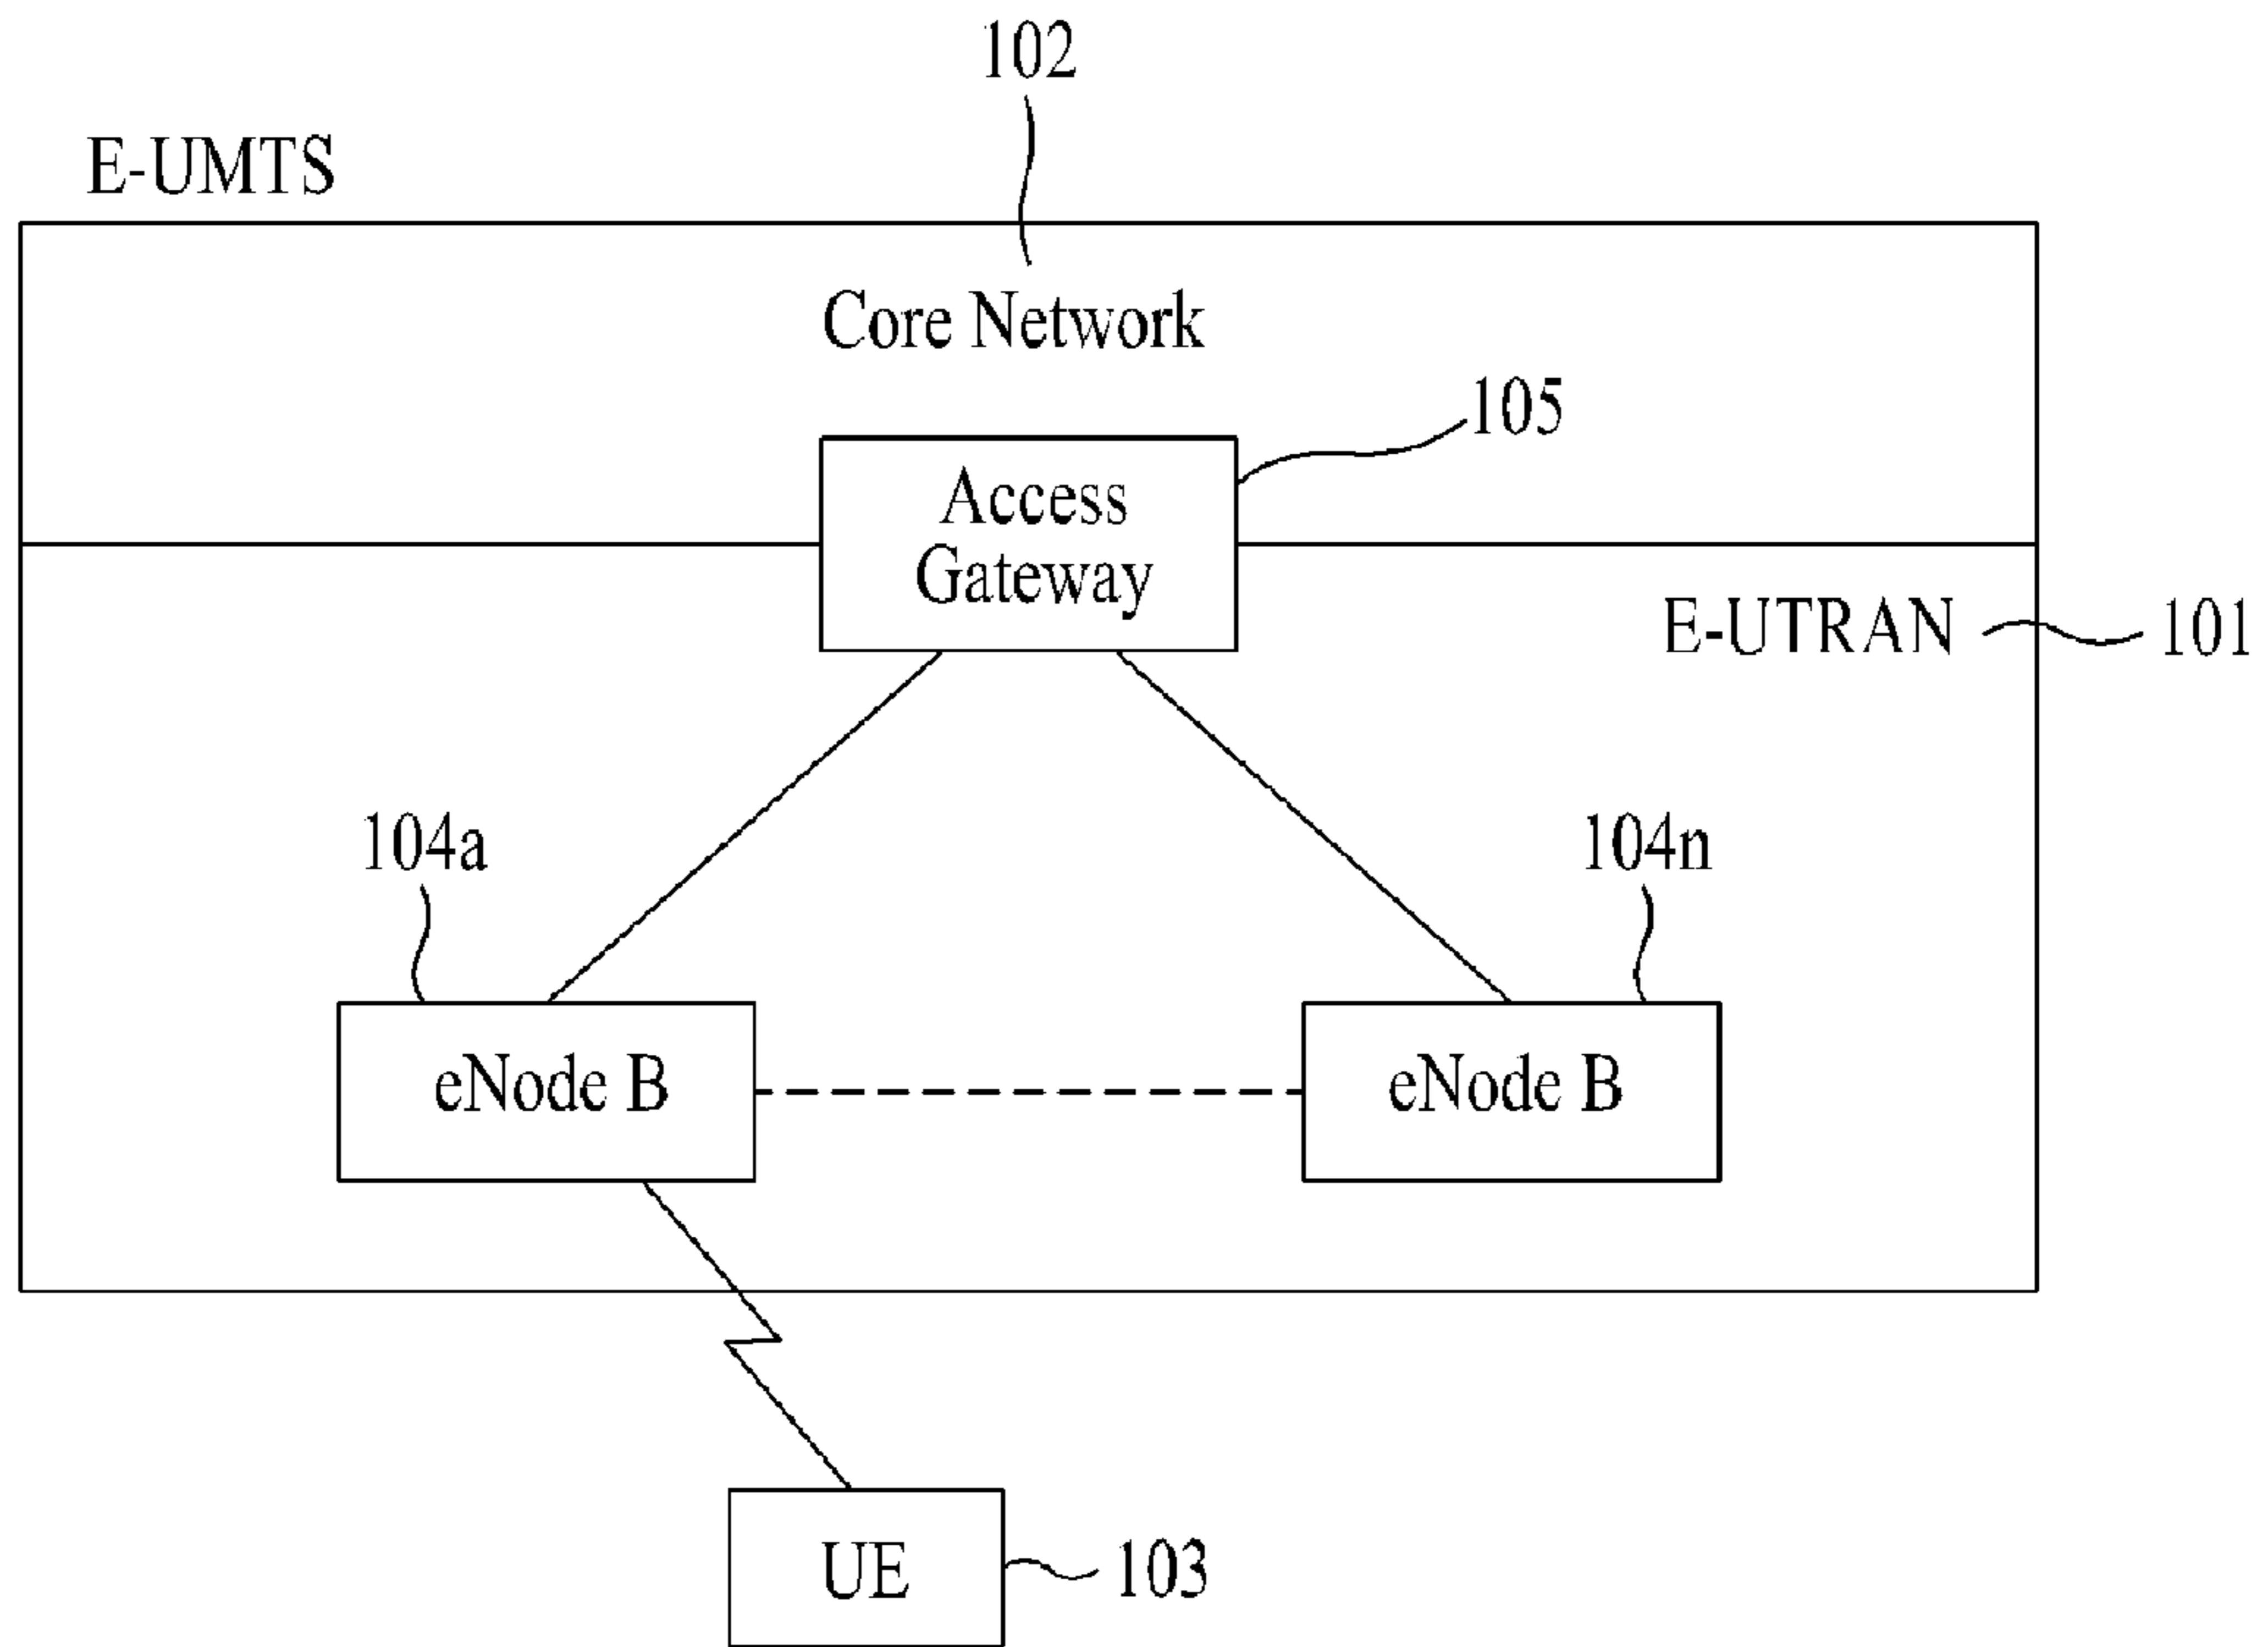 102
E-UMTS
Core Network
105
Access
Gateway
E-UTRAN
101
104a
104n
eNode B
eNode B
UE
103